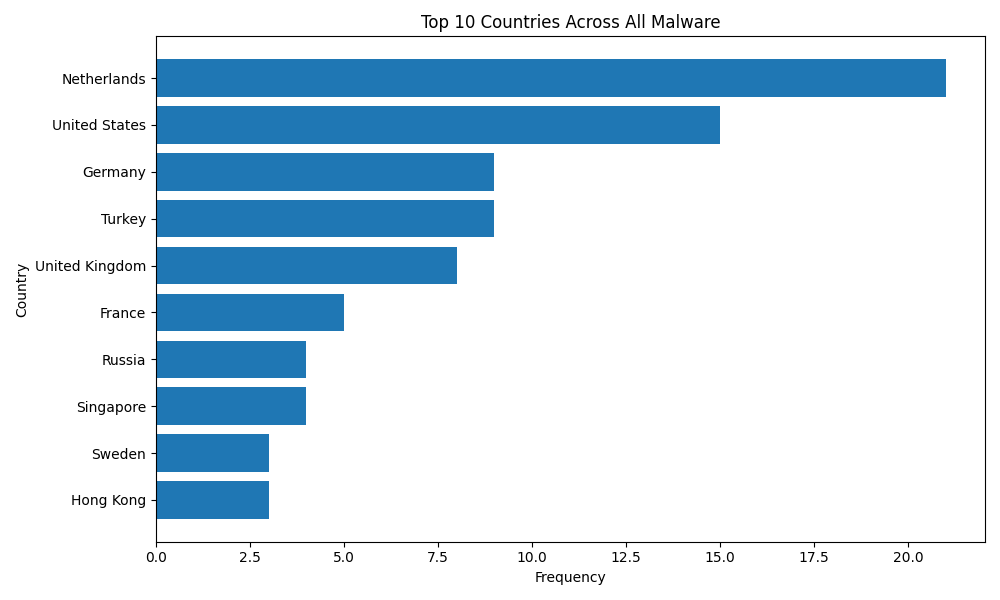 Top 10 Countries Across All Malware
Country
Netherlands
United States
Germany
Turkey
United Kingdom
France
Russia
Singapore
Sweden
Hong Kong
0.0 2.5 5.0 7.5 10.0 12.5 15.0 17.5 20.0
Frequency